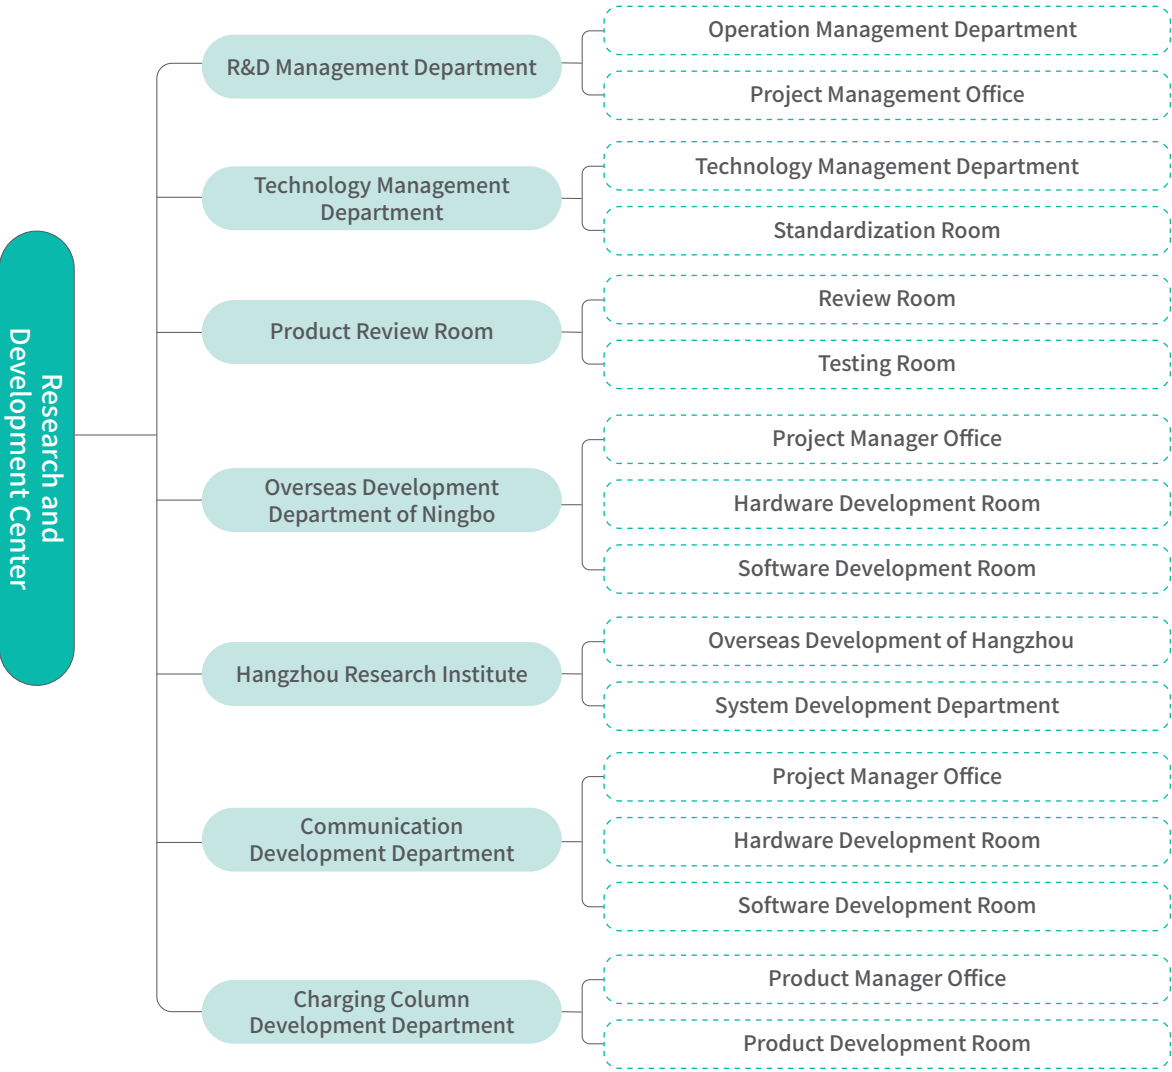 Research and
Development Center
R&D Management Department
Operation Management Department
Project Management Office
Technology Management
Department
Technology Management Department
Standardization Room
Product Review Room
Review Room
Testing Room
Overseas Development
Department of Ningbo
Project Manager Office
Hardware Development Room
Software Development Room
Hangzhou Research Institute
Overseas Development of Hangzhou
System Development Department
Communication
Development Department
Project Manager Office
Hardware Development Room
Software Development Room
Charging Column
Development Department
Product Manager Office
Product Development Room